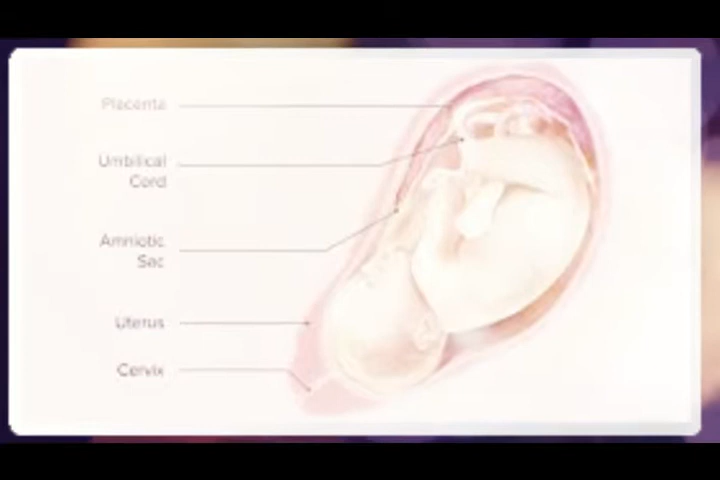 Placenta
Umbilical
Cord
Amniotic
Sac
Uterus
Cervix